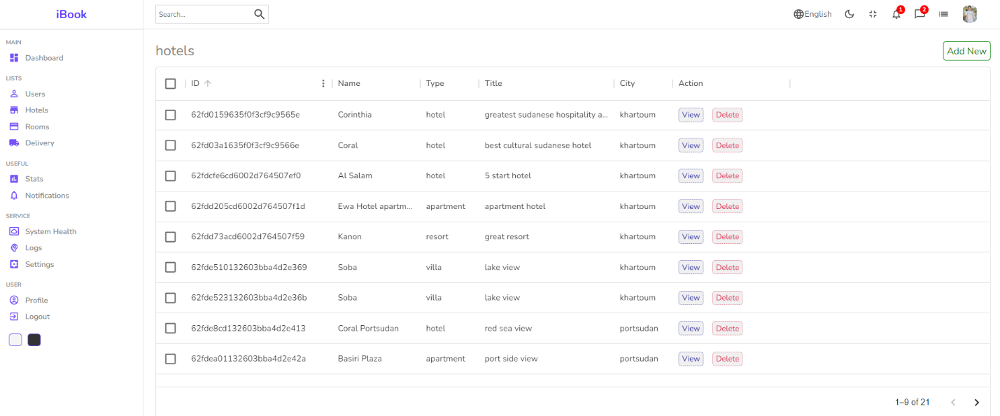 iBook
Search...
English
1
2
MAIN
Dashboard
LISTS
Users
Hotels
Rooms
Delivery
USEFUL
Stats
Notifications
SERVICE
System Health
Logs
Settings
USER
Profile
Logout
hotels
Add New
ID Name Type Title City Action
62fd0159635f0f3cf9c9565e Corinthia hotel greatest sudanese hospitality a... khartoum View Delete
62fd03a1635f0f3cf9c9566e Coral hotel best cultural sudanese hotel khartoum View Delete
62fdcfe6cd6002d764507ef0 Al Salam hotel 5 start hotel khartoum View Delete
62fdd205cd6002d764507f1d Ewa Hotel apartm... apartment apartment hotel khartoum View Delete
62fdd73acd6002d764507f59 Kanon resort great resort khartoum View Delete
62fde510132603bba4d2e369 Soba villa lake view khartoum View Delete
62fde523132603bba4d2e36b Soba villa lake view khartoum View Delete
62fde8cd132603bba4d2e413 Coral Portsudan hotel red sea view portsudan View Delete
62fdea01132603bba4d2e42a Basiri Plaza apartment port side view portsudan View Delete
1–9 of 21